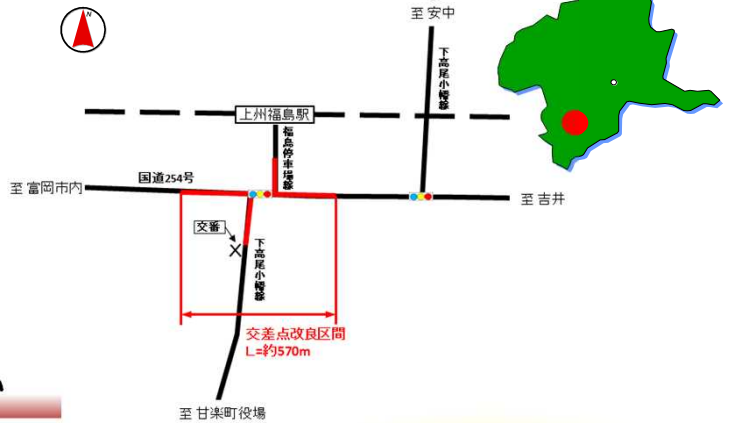 至 安中
N
下高尾小幡線
上州福島駅
福島停車場線
国道254号
至 富岡市内
至 吉井
交番
下高尾小幡線
交差点改良区間
L=約570m
至 甘楽町役場